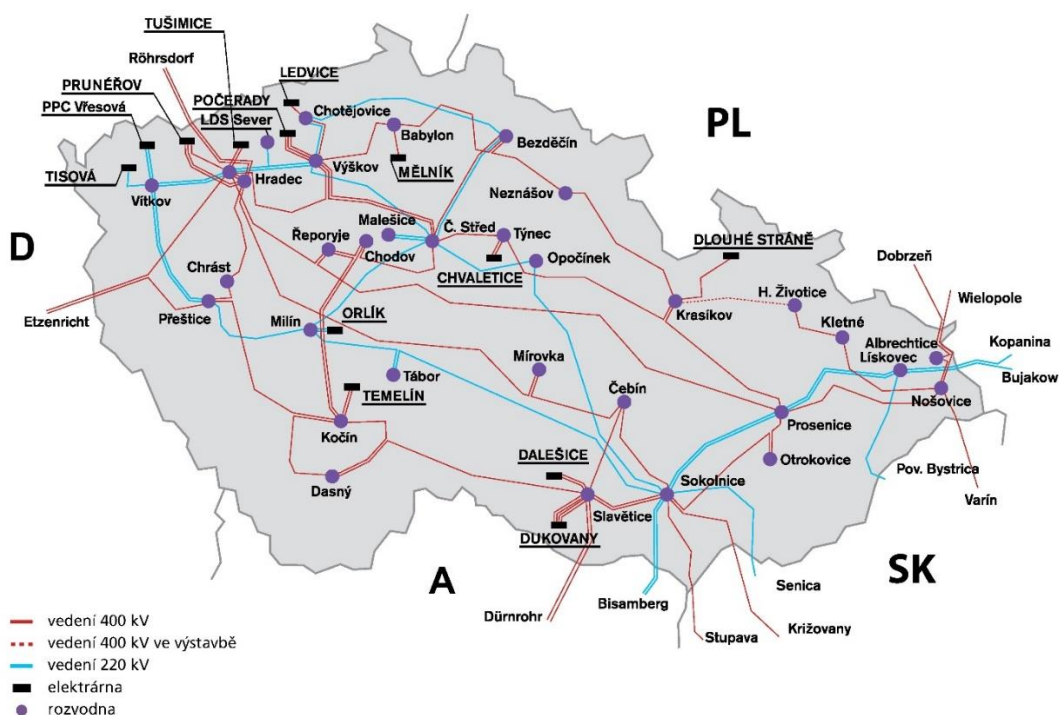 TUŠIMICE
Röhrsdorf
LEDVICE
PRUNÉŘOV
POČERADY
Chotějovice
PPC Vřesová
LDS Sever
Babylon
Bezděčín
PL
TISOVÁ
Výškov
MĚLNÍK
Hradec
Vítkov
Neznášov
Malešice
Č. Střed
Týnec
DLOUHÉ STRÁNĚ
D
Řeporyje
Chodov
Opočínek
Dobrzeń
Chrást
CHVALETICE
H. Životice
Wielopole
Etzenricht
Přeštice
Milín
ORLÍK
Krasíkov
Kletné
Albrechtice
Kopanina
Lískovec
Mírovka
Bujakow
Tábor
Čebín
Nošovice
TEMELÍN
Kočín
Prosenice
DALEŠICE
Otrokovice
Pov. Bystrica
Dasný
Sokolnice
Varín
Slavětice
DUKOVANY
A
SK
Senica
Dürnrohr
Bisamberg
Križovany
Stupava
vedení 400 kV
vedení 400 kV ve výstavbě
vedení 220 kV
elektrárna
rozvodna